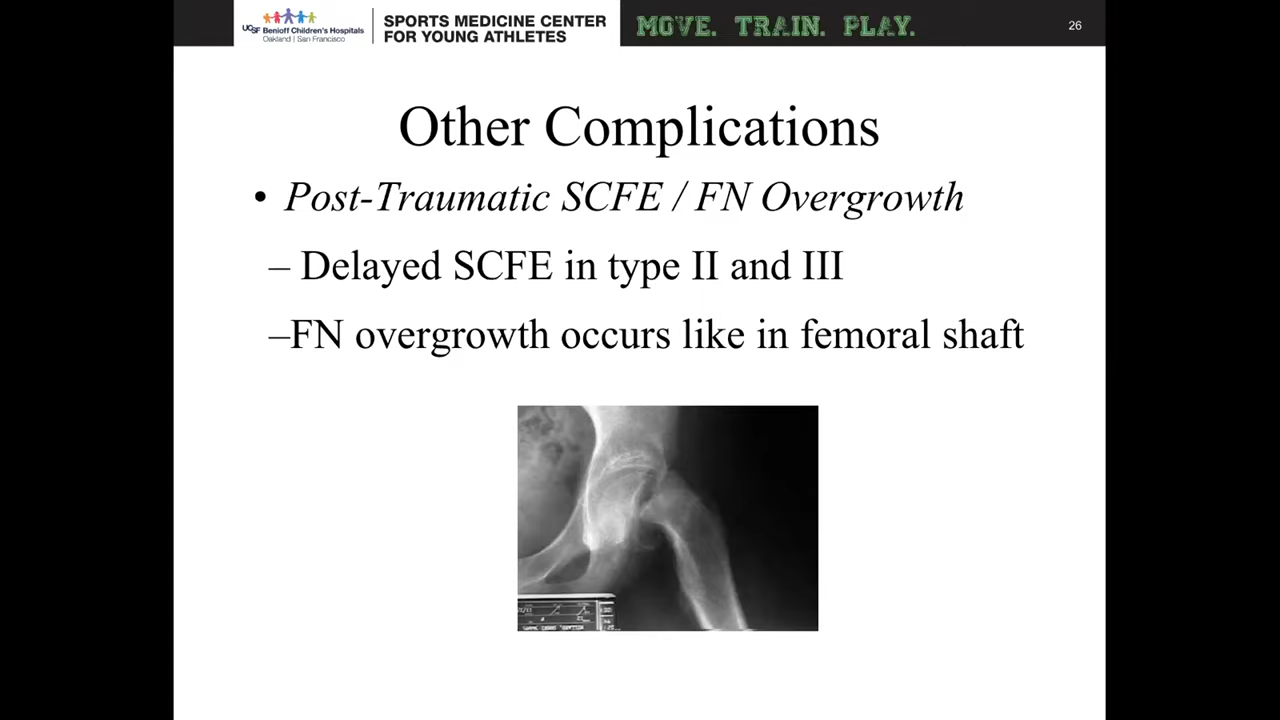 UCSF Benioff Children's Hospitals
Oakland | San Francisco
SPORTS MEDICINE CENTER
FOR YOUNG ATHLETES
MOVE. TRAIN. PLAY.
26
Other Complications
• Post-Traumatic SCFE / FN Overgrowth
– Delayed SCFE in type II and III
–FN overgrowth occurs like in femoral shaft